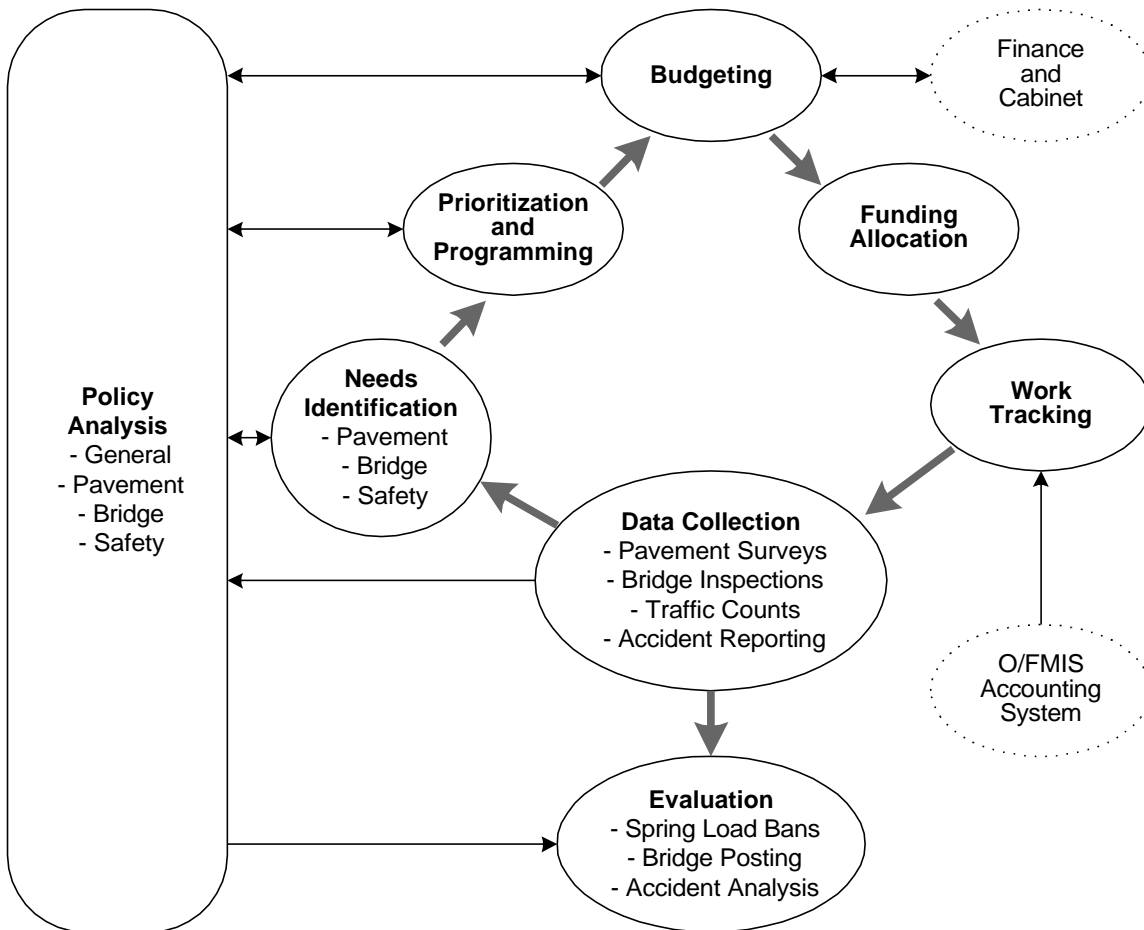 Budgeting
Finance
and
Cabinet
Prioritization
and
Programming
Funding
Allocation
Policy
Analysis
- General
- Pavement
- Bridge
- Safety
Needs
Identification
- Pavement
- Bridge
- Safety
Work
Tracking
Data Collection
- Pavement Surveys
- Bridge Inspections
- Traffic Counts
- Accident Reporting
O/FMIS
Accounting
System
Evaluation
- Spring Load Bans
- Bridge Posting
- Accident Analysis